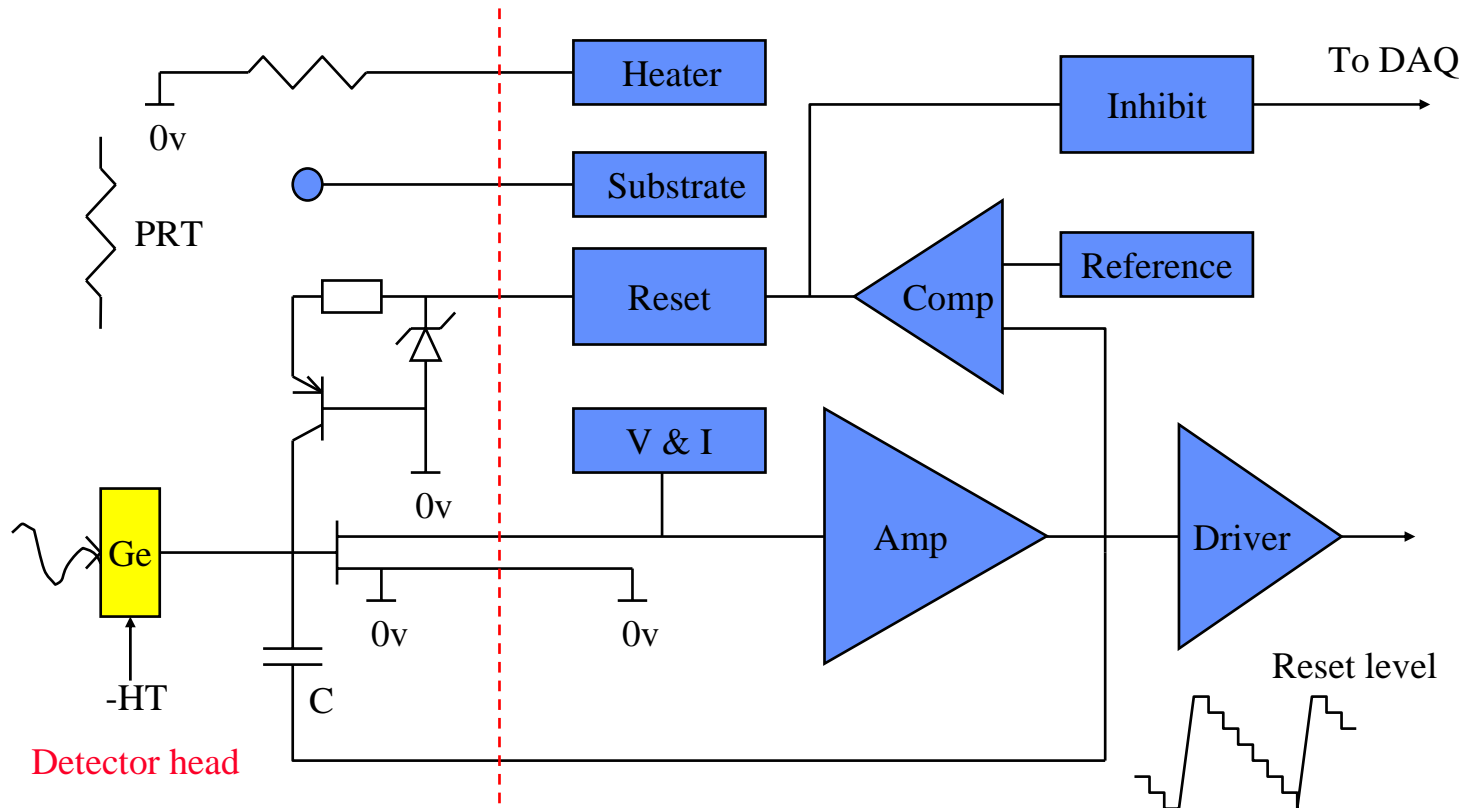 To DAQ
Heater
Inhibit
0v
Substrate
PRT
Reference
Reset
Comp
V & I
0v
Ge
Amp
Driver
0v
0v
Reset level
-HT
C
Detector head